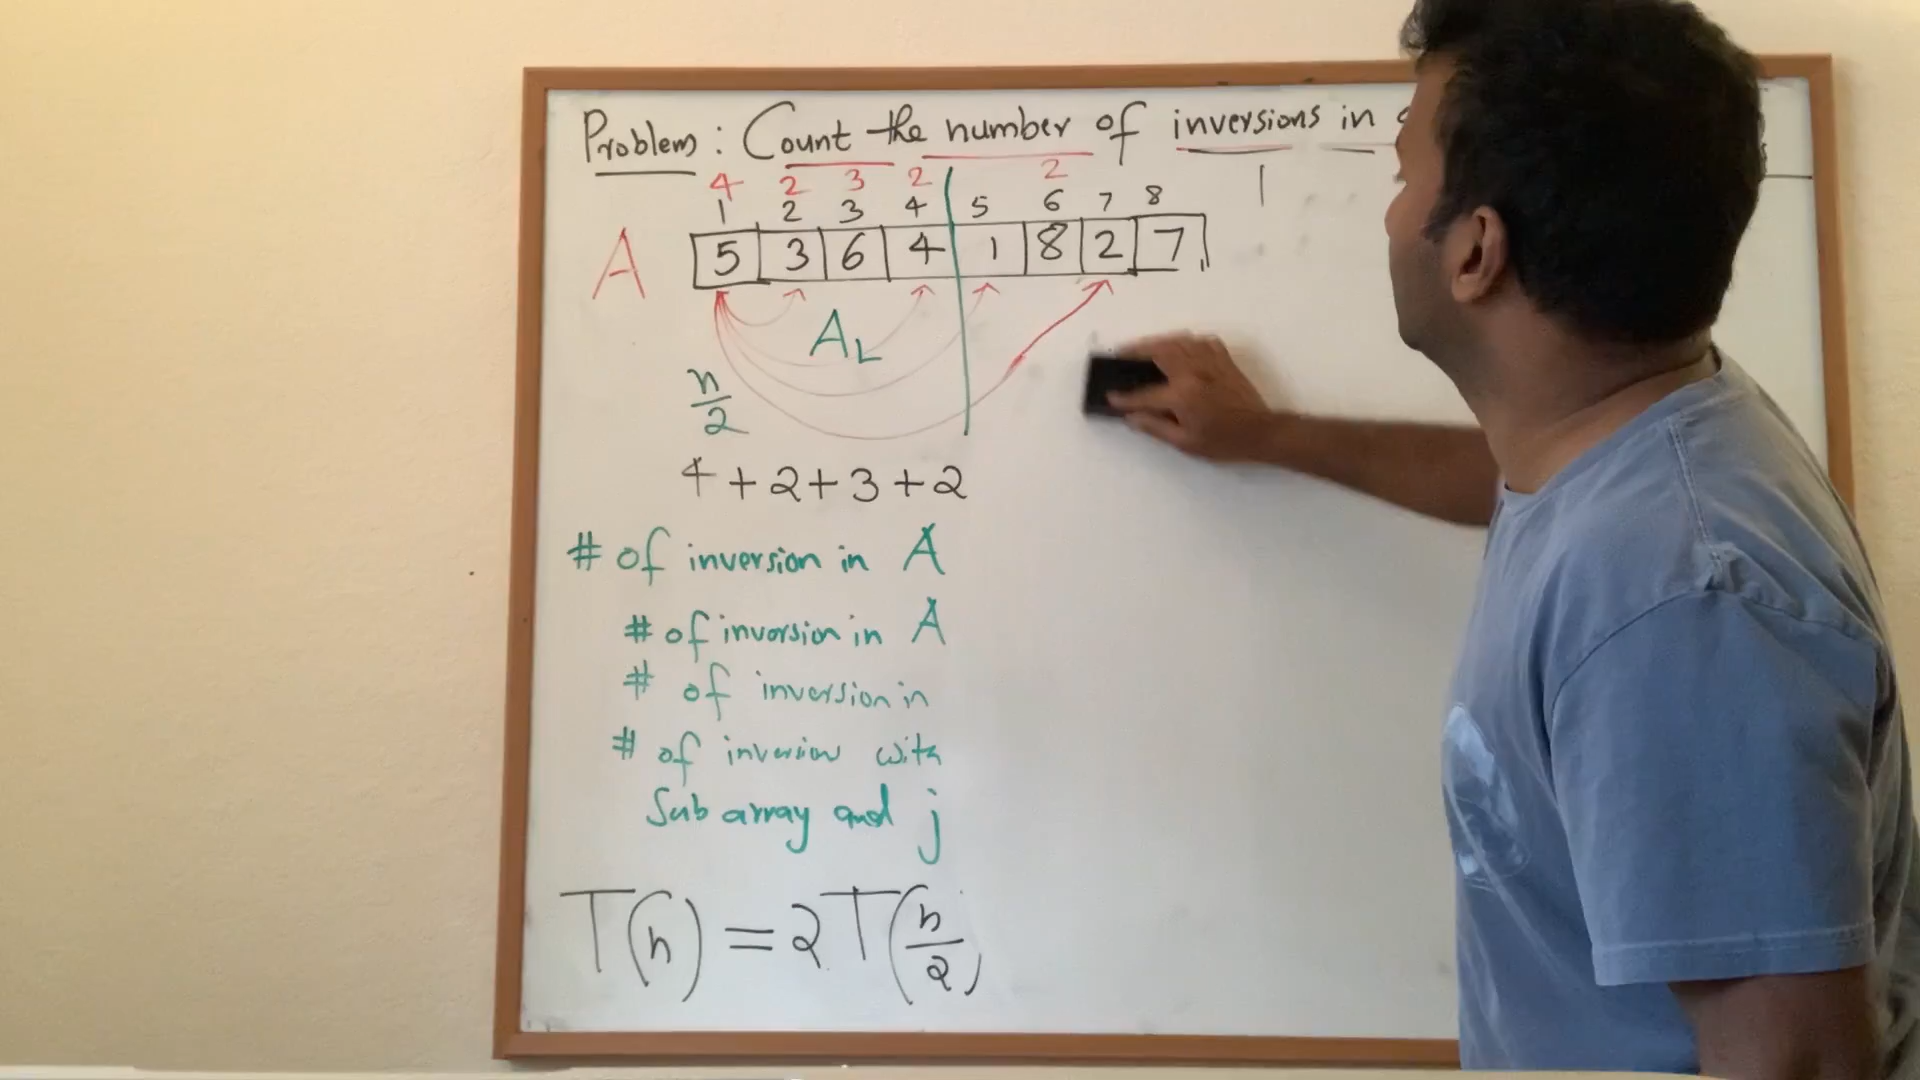 Problem: Count the number of inversions in
4 2 3 2 2
1 2 3 4 5 6 7 8
A 5 3 6 4 1 8 2 7
A L
n/2
4 + 2 + 3 + 2
# of inversion in A
# of inversion in A
# of inversion in
# of inversion with
Sub array and j
T(n) = 2T(n/2)